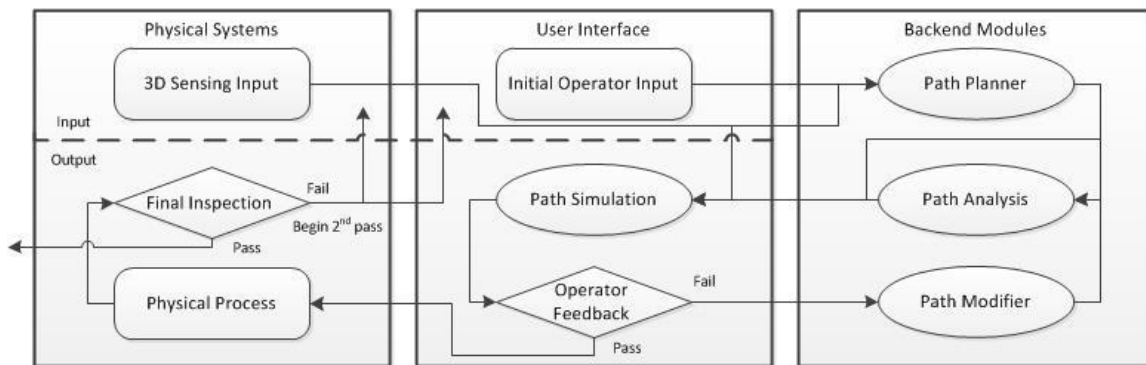 Physical Systems
User Interface
Backend Modules
3D Sensing Input
Initial Operator Input
Path Planner
Input
Output
Final Inspection
Fail
Begin 2nd pass
Pass
Path Simulation
Path Analysis
Physical Process
Operator
Feedback
Fail
Pass
Path Modifier